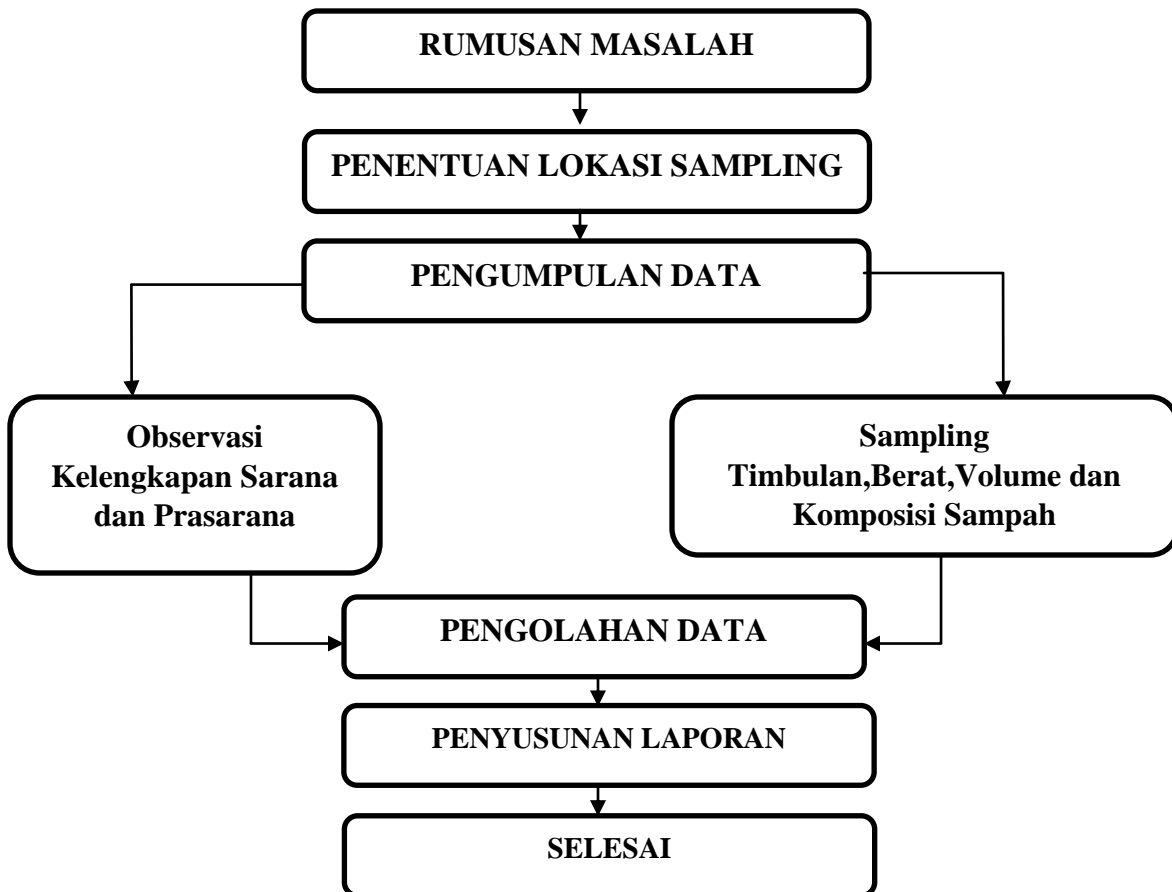 RUMUSAN MASALAH
PENENTUAN LOKASI SAMPLING
PENGUMPULAN DATA
Observasi
Kelengkapan Sarana
dan Prasarana
Sampling
Timbulan,Berat,Volume dan
Komposisi Sampah
PENGOLAHAN DATA
PENYUSUNAN LAPORAN
SELESAI